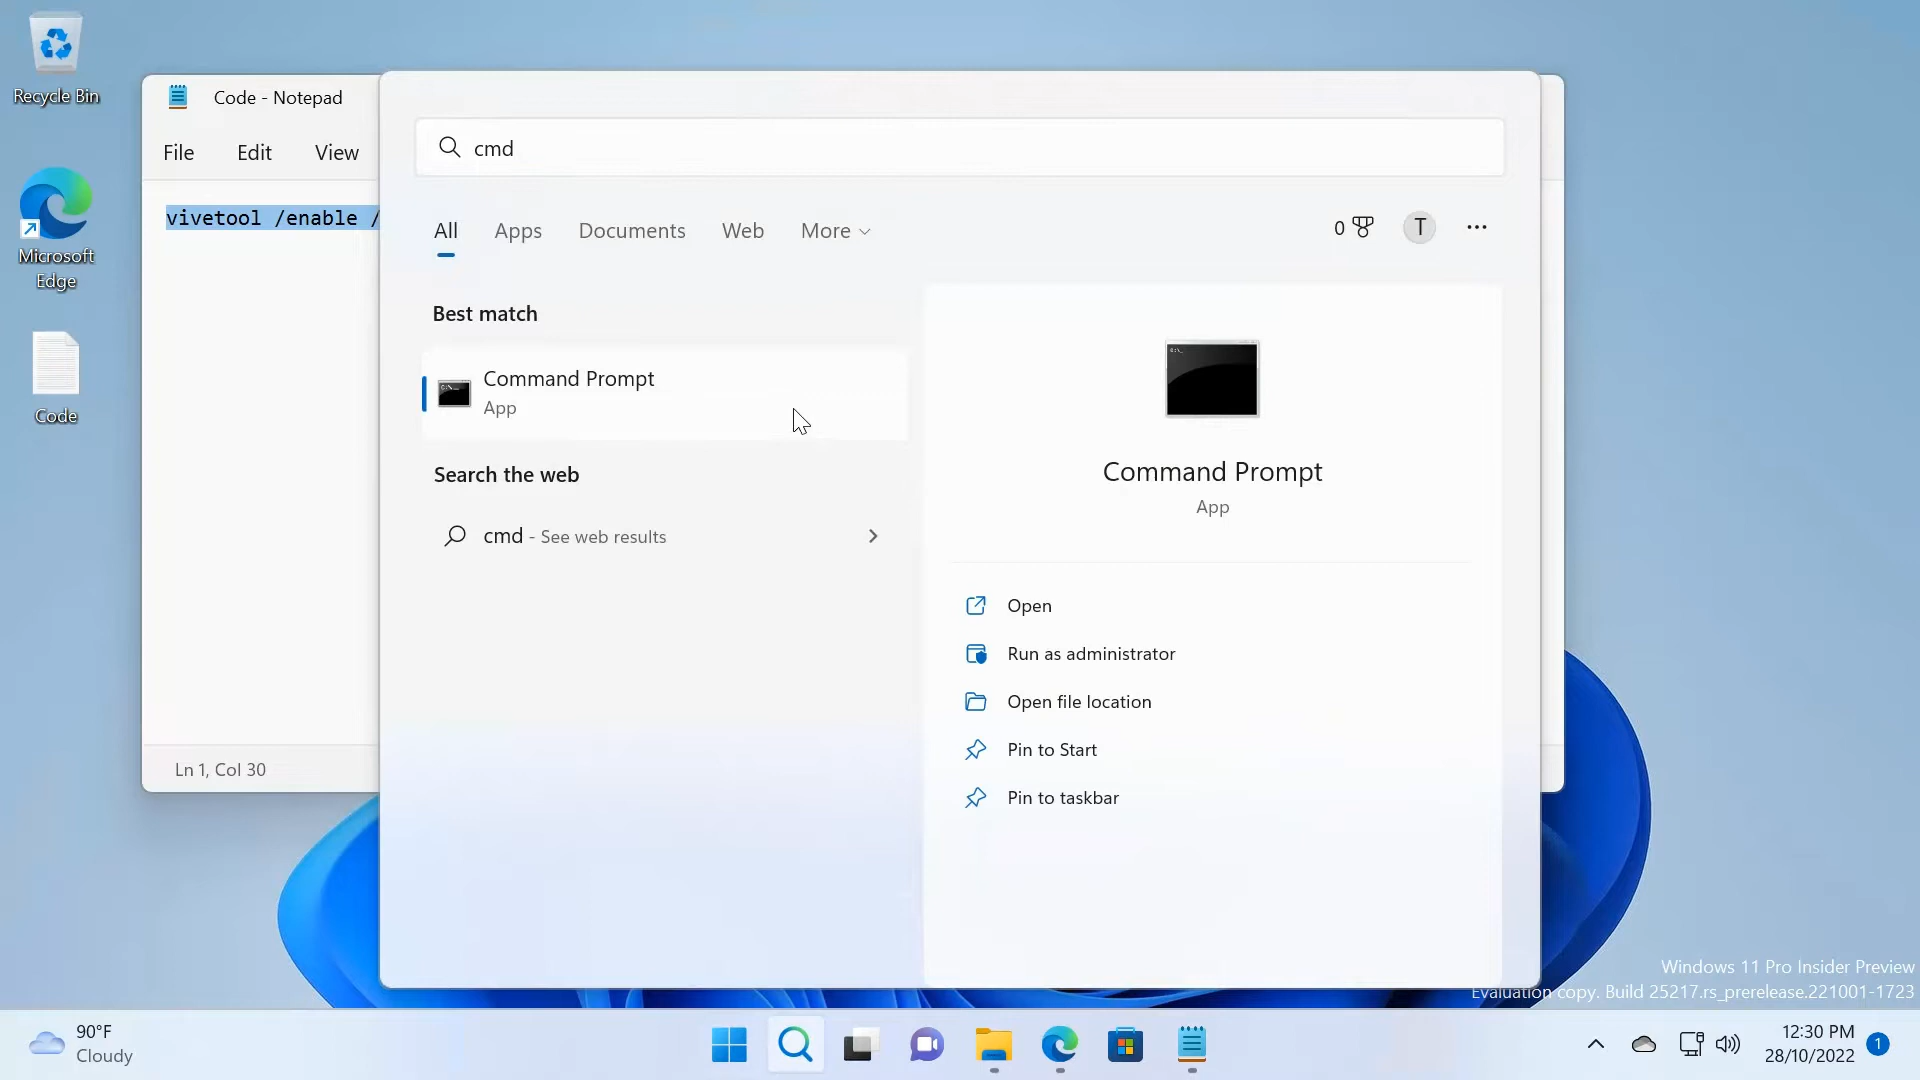 Recycle Bin
Microsoft
Edge
Code
Code - Notepad
File Edit View
vivetool /enable /
Ln 1, Col 30
cmd
All Apps Documents Web More
0 T ...
Best match
Command Prompt
App
Search the web
cmd - See web results
Command Prompt
App
Open
Run as administrator
Open file location
Pin to Start
Pin to taskbar
Windows 11 Pro Insider Preview
Evaluation copy. Build 25217.rs_prerelease.221001-1723
90°F
Cloudy
12:30 PM
28/10/2022
1